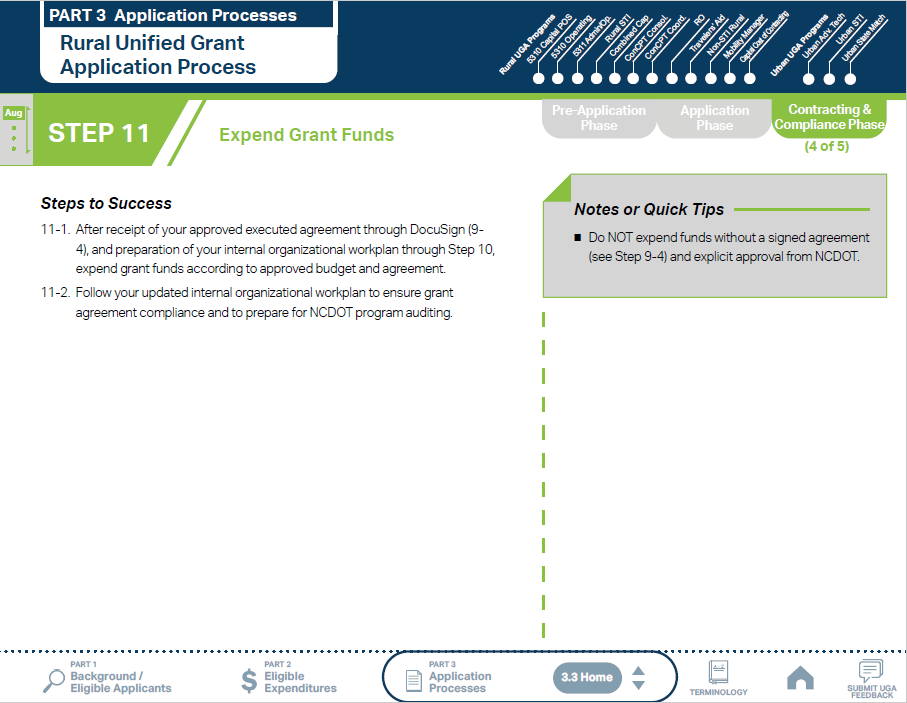 PART 3 Application Processes
Rural Unified Grant
Application Process
Rural UGA Programs
5310 Capital POS
5310 Operating
5311 Admin/Op.
Rural STI
Combined Cap
ConCPT Consol.
ConCPT Coord.
RO
Travelers' Aid
Non-STI Rural
Mobility Manager
Capital Cost of Contracting
Urban UGA Programs
Urban Adv. Tech
Urban STI
Urban State Match
Aug
STEP 11
Expend Grant Funds
Pre-Application
Phase
Application
Phase
Contracting &
Compliance Phase
(4 of 5)
Steps to Success
11-1. After receipt of your approved executed agreement through DocuSign (9-
4), and preparation of your internal organizational workplan through Step 10,
expend grant funds according to approved budget and agreement.
11-2. Follow your updated internal organizational workplan to ensure grant
agreement compliance and to prepare for NCDOT program auditing.
Notes or Quick Tips
■ Do NOT expend funds without a signed agreement
(see Step 9-4) and explicit approval from NCDOT.
PART 1
Background /
Eligible Applicants
PART 2
Eligible
Expenditures
PART 3
Application
Processes
3.3 Home
TERMINOLOGY
SUBMIT UGA
FEEDBACK